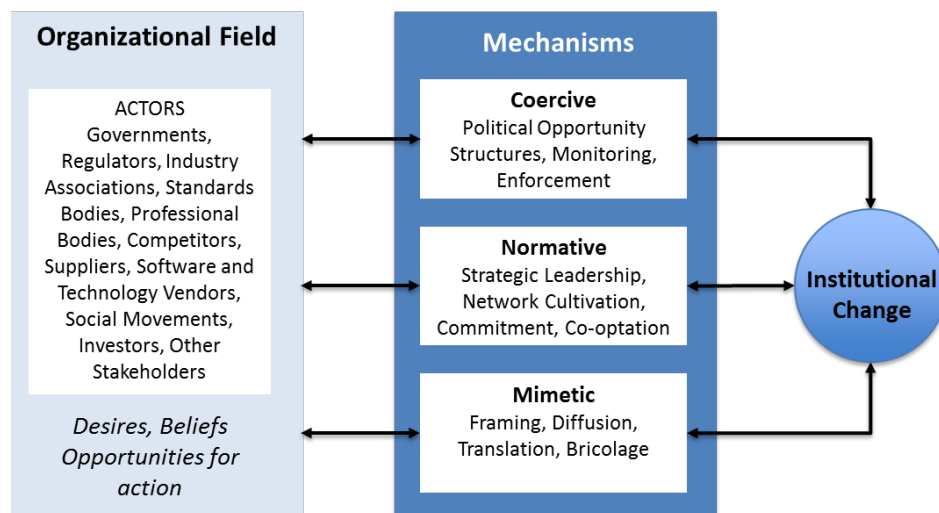 Organizational Field
ACTORS
Governments,
Regulators, Industry
Associations, Standards
Bodies, Professional
Bodies, Competitors,
Suppliers, Software and
Technology Vendors,
Social Movements,
Investors, Other
Stakeholders
Desires, Beliefs
Opportunities for
action
Mechanisms
Coercive
Political Opportunity
Structures, Monitoring,
Enforcement
Normative
Strategic Leadership,
Network Cultivation,
Commitment, Co-optation
Mimetic
Framing, Diffusion,
Translation, Bricolage
Institutional
Change